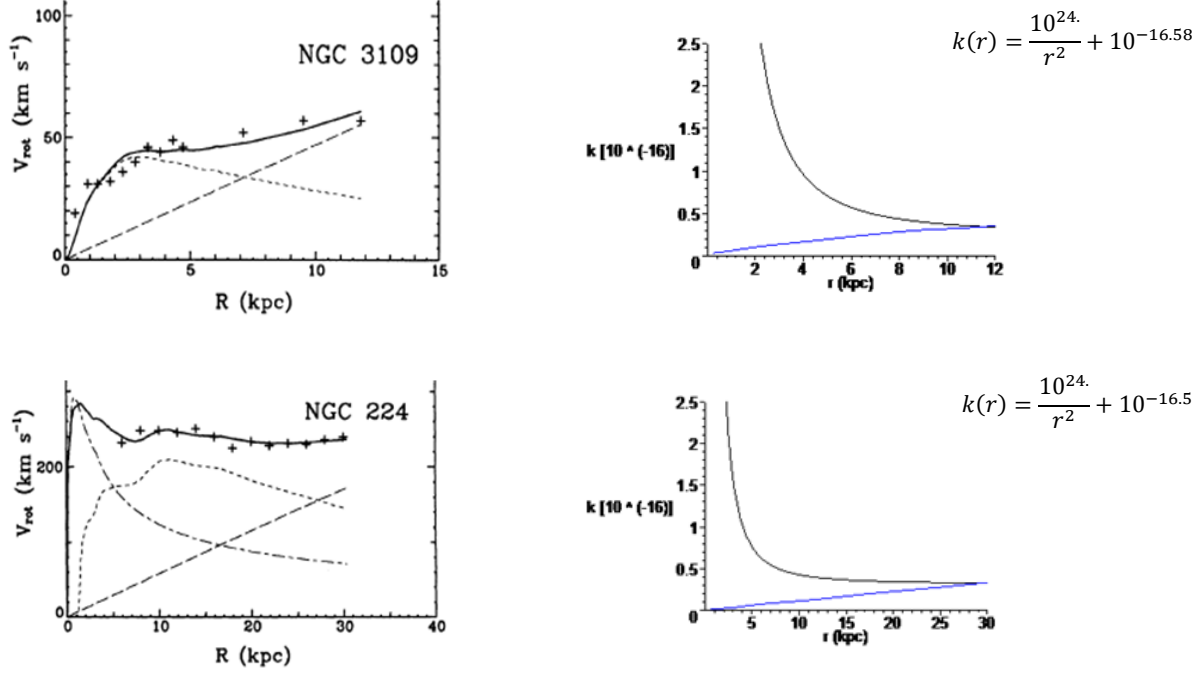 100
50
0
V_rot (km s⁻¹)
NGC 3109
0 5 10 15
R (kpc)
k(r) = 10^{24.}/r² + 10^{−16.58}
2.5
2
1.5
k [10 ^ (-16)]
1
0.5
0
2 4 6 8 10 12
r (kpc)
200
0
V_rot (km s⁻¹)
NGC 224
0 10 20 30 40
R (kpc)
k(r) = 10^{24.}/r² + 10^{−16.5}
2.5
2
1.5
k [10 ^ (-16)]
1
0.5
0
5 10 15 20 25 30
r (kpc)